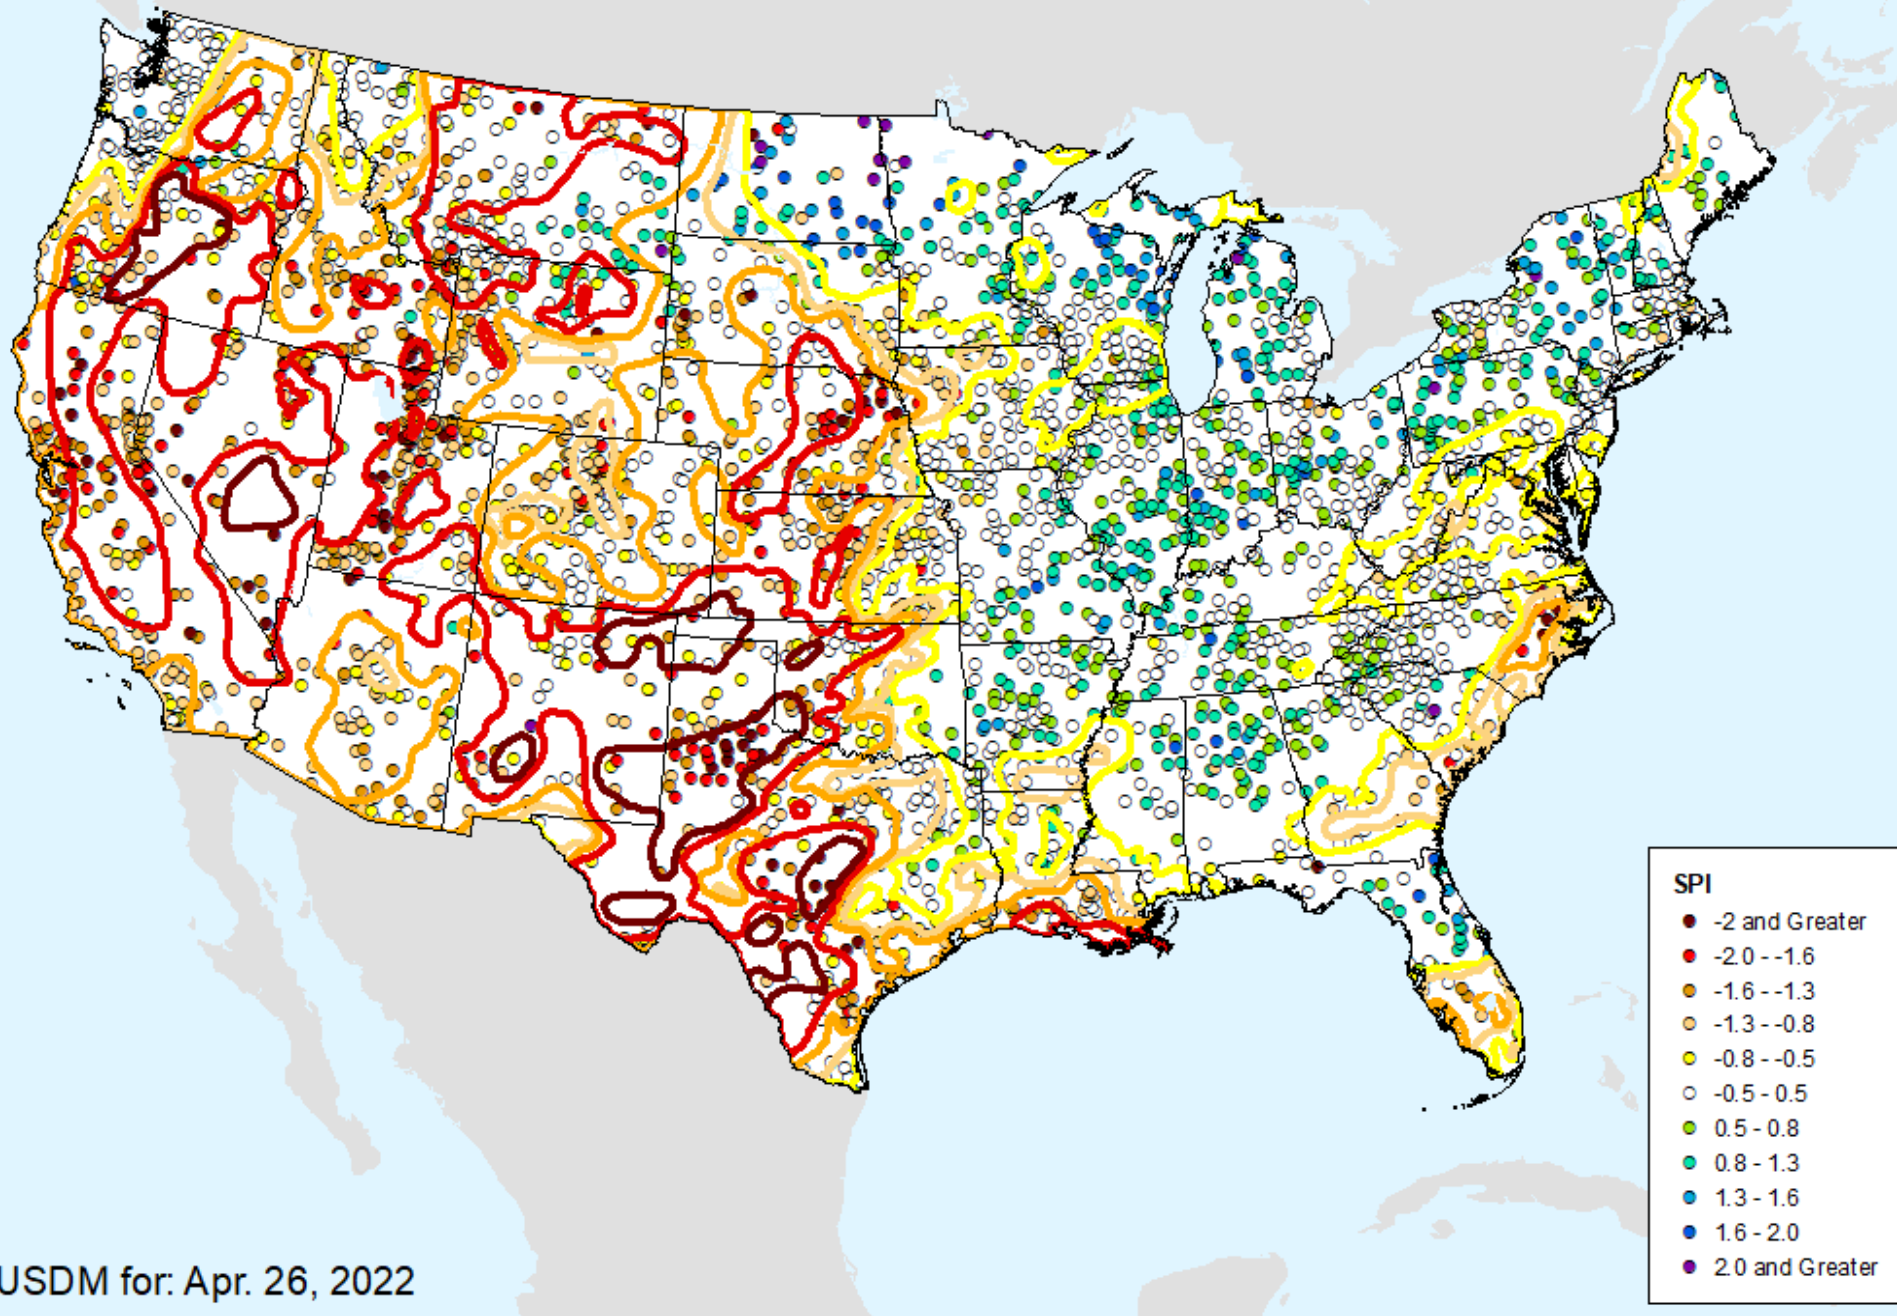 SPI
-2 and Greater
-2.0 - -1.6
-1.6 - -1.3
-1.3 - -0.8
-0.8 - -0.5
-0.5 - 0.5
0.5 - 0.8
0.8 - 1.3
1.3 - 1.6
1.6 - 2.0
2.0 and Greater
USDM for: Apr. 26, 2022